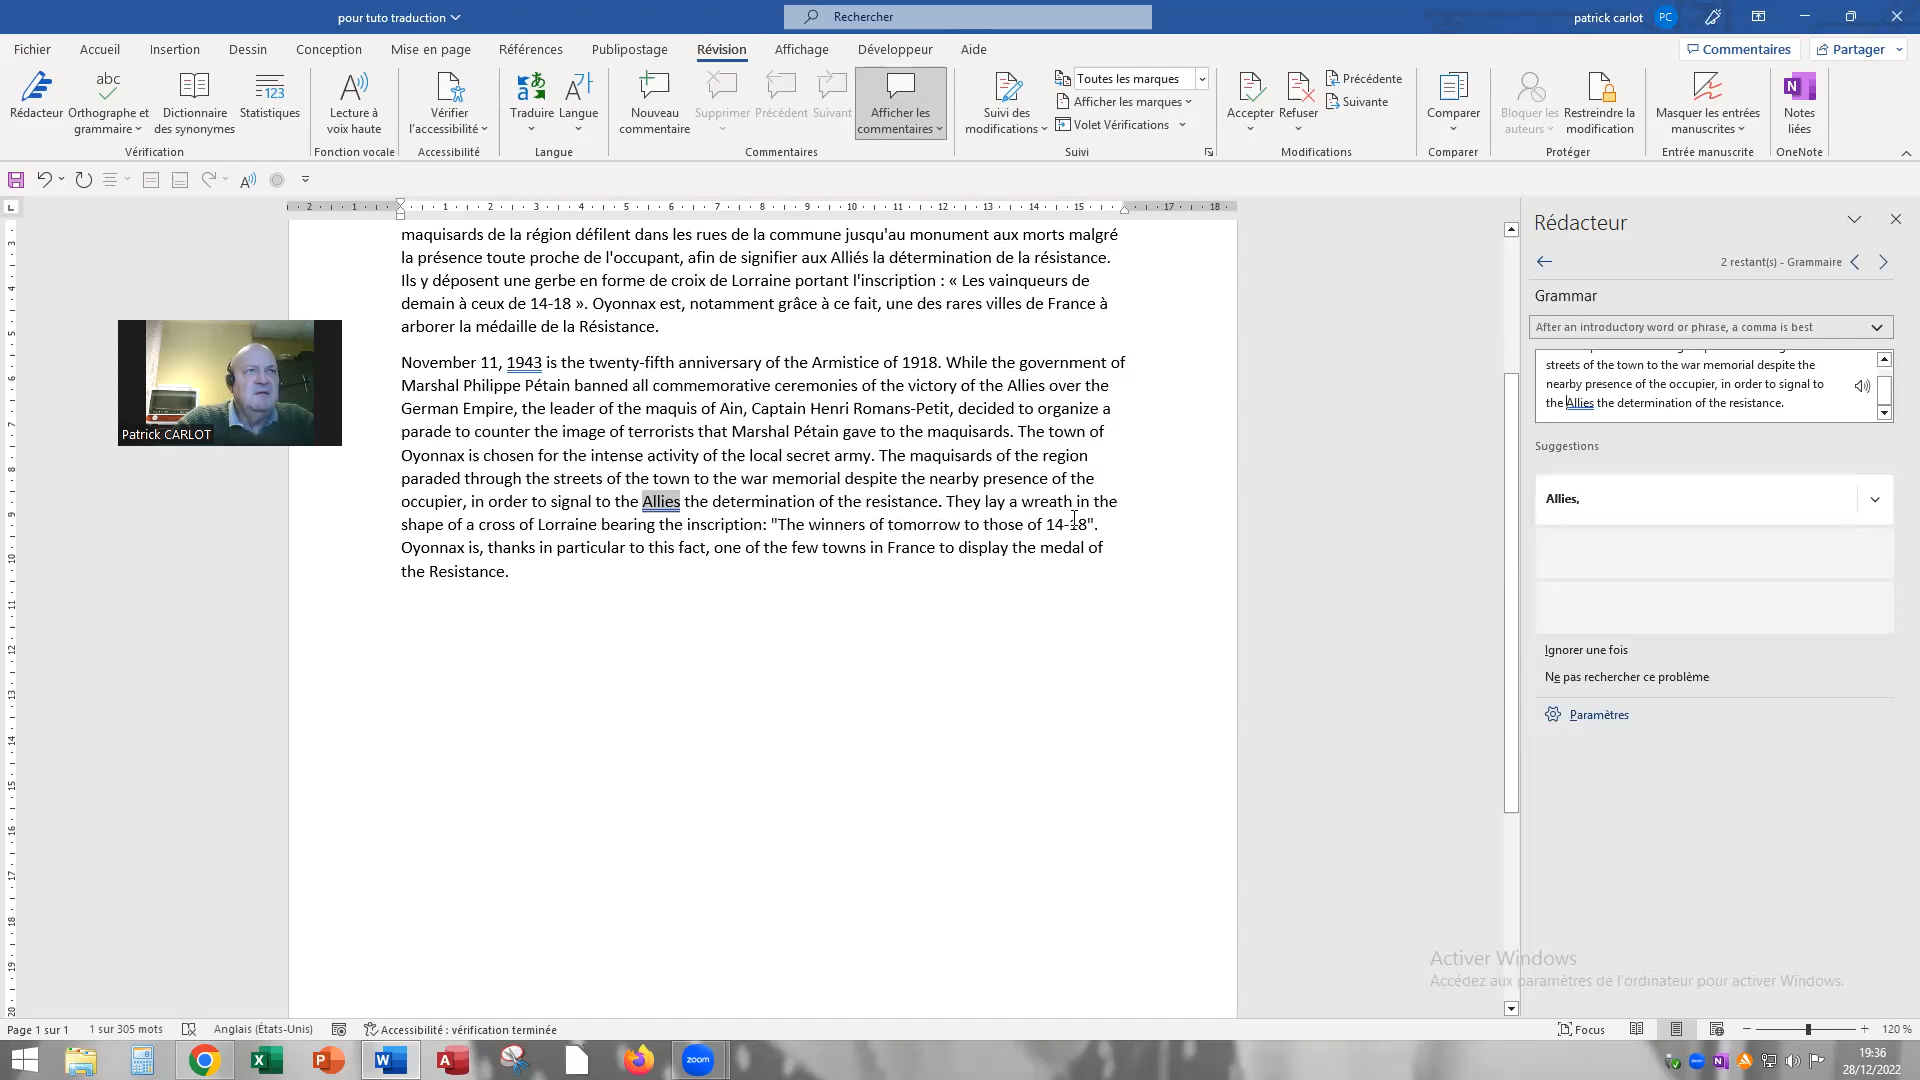 pour tuto traduction
Rechercher
patrick carlot
PC
Fichier
Accueil
Insertion
Dessin
Conception
Mise en page
Références
Publipostage
Révision
Affichage
Développeur
Aide
Commentaires
Partager
Rédacteur
Orthographe et grammaire
Dictionnaire des synonymes
Statistiques
Vérification
Lecture à voix haute
Fonction vocale
Vérifier l'accessibilité
Accessibilité
Traduire
Langue
Langue
Nouveau commentaire
Supprimer
Précédent
Suivant
Afficher les commentaires
Commentaires
Suivi des modifications
Toutes les marques
Afficher les marques
Volet Vérifications
Suivi
Accepter
Refuser
Précédente
Suivante
Modifications
Comparer
Comparer
Bloquer les auteurs
Restreindre la modification
Protéger
Masquer les entrées manuscrites
Entrée manuscrite
Notes liées
OneNote
maquisards de la région défilent dans les rues de la commune jusqu'au monument aux morts malgré
la présence toute proche de l'occupant, afin de signifier aux Alliés la détermination de la résistance.
Ils y déposent une gerbe en forme de croix de Lorraine portant l'inscription : « Les vainqueurs de
demain à ceux de 14-18 ». Oyonnax est, notamment grâce à ce fait, une des rares villes de France à
arborer la médaille de la Résistance.
November 11, 1943 is the twenty-fifth anniversary of the Armistice of 1918. While the government of
Marshal Philippe Pétain banned all commemorative ceremonies of the victory of the Allies over the
German Empire, the leader of the maquis of Ain, Captain Henri Romans-Petit, decided to organize a
parade to counter the image of terrorists that Marshal Pétain gave to the maquisards. The town of
Oyonnax is chosen for the intense activity of the local secret army. The maquisards of the region
paraded through the streets of the town to the war memorial despite the nearby presence of the
occupier, in order to signal to the Allies the determination of the resistance. They lay a wreath in the
shape of a cross of Lorraine bearing the inscription: "The winners of tomorrow to those of 14-18".
Oyonnax is, thanks in particular to this fact, one of the few towns in France to display the medal of
the Resistance.
Patrick CARLOT
Rédacteur
2 restant(s) - Grammaire
Grammar
After an introductory word or phrase, a comma is best
streets of the town to the war memorial despite the
nearby presence of the occupier, in order to signal to
the Allies the determination of the resistance.
Suggestions
Allies,
Ignorer une fois
Ne pas rechercher ce problème
Paramètres
Activer Windows
Accédez aux paramètres de l'ordinateur pour activer Windows.
Page 1 sur 1
1 sur 305 mots
Anglais (États-Unis)
Accessibilité : vérification terminée
Focus
120 %
zoom
19:36
28/12/2022